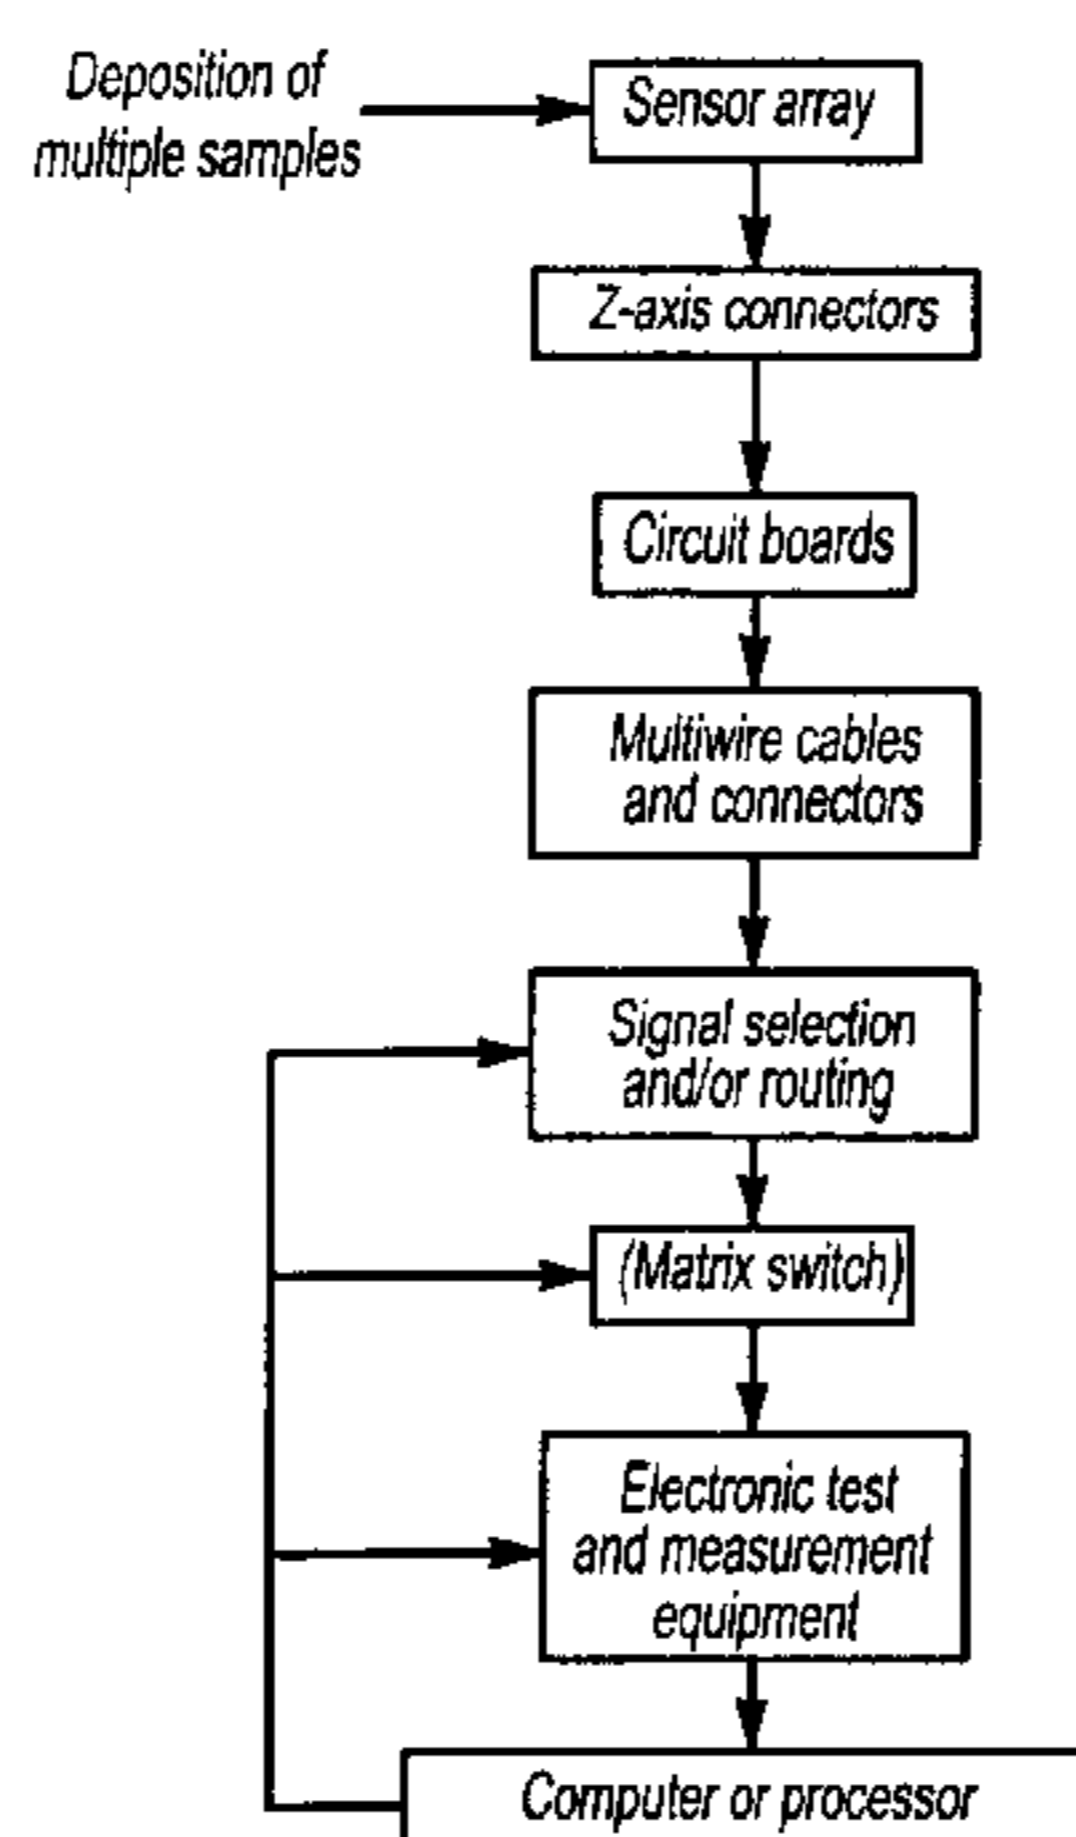 Deposition of
multiple samples
Sensor array
Z-axis connectors
Circuit boards
Multiwire cables
and connectors
Signal selection
and/or routing
(Matrix switch)
Electronic test
and measurement
equipment
Computer or processor